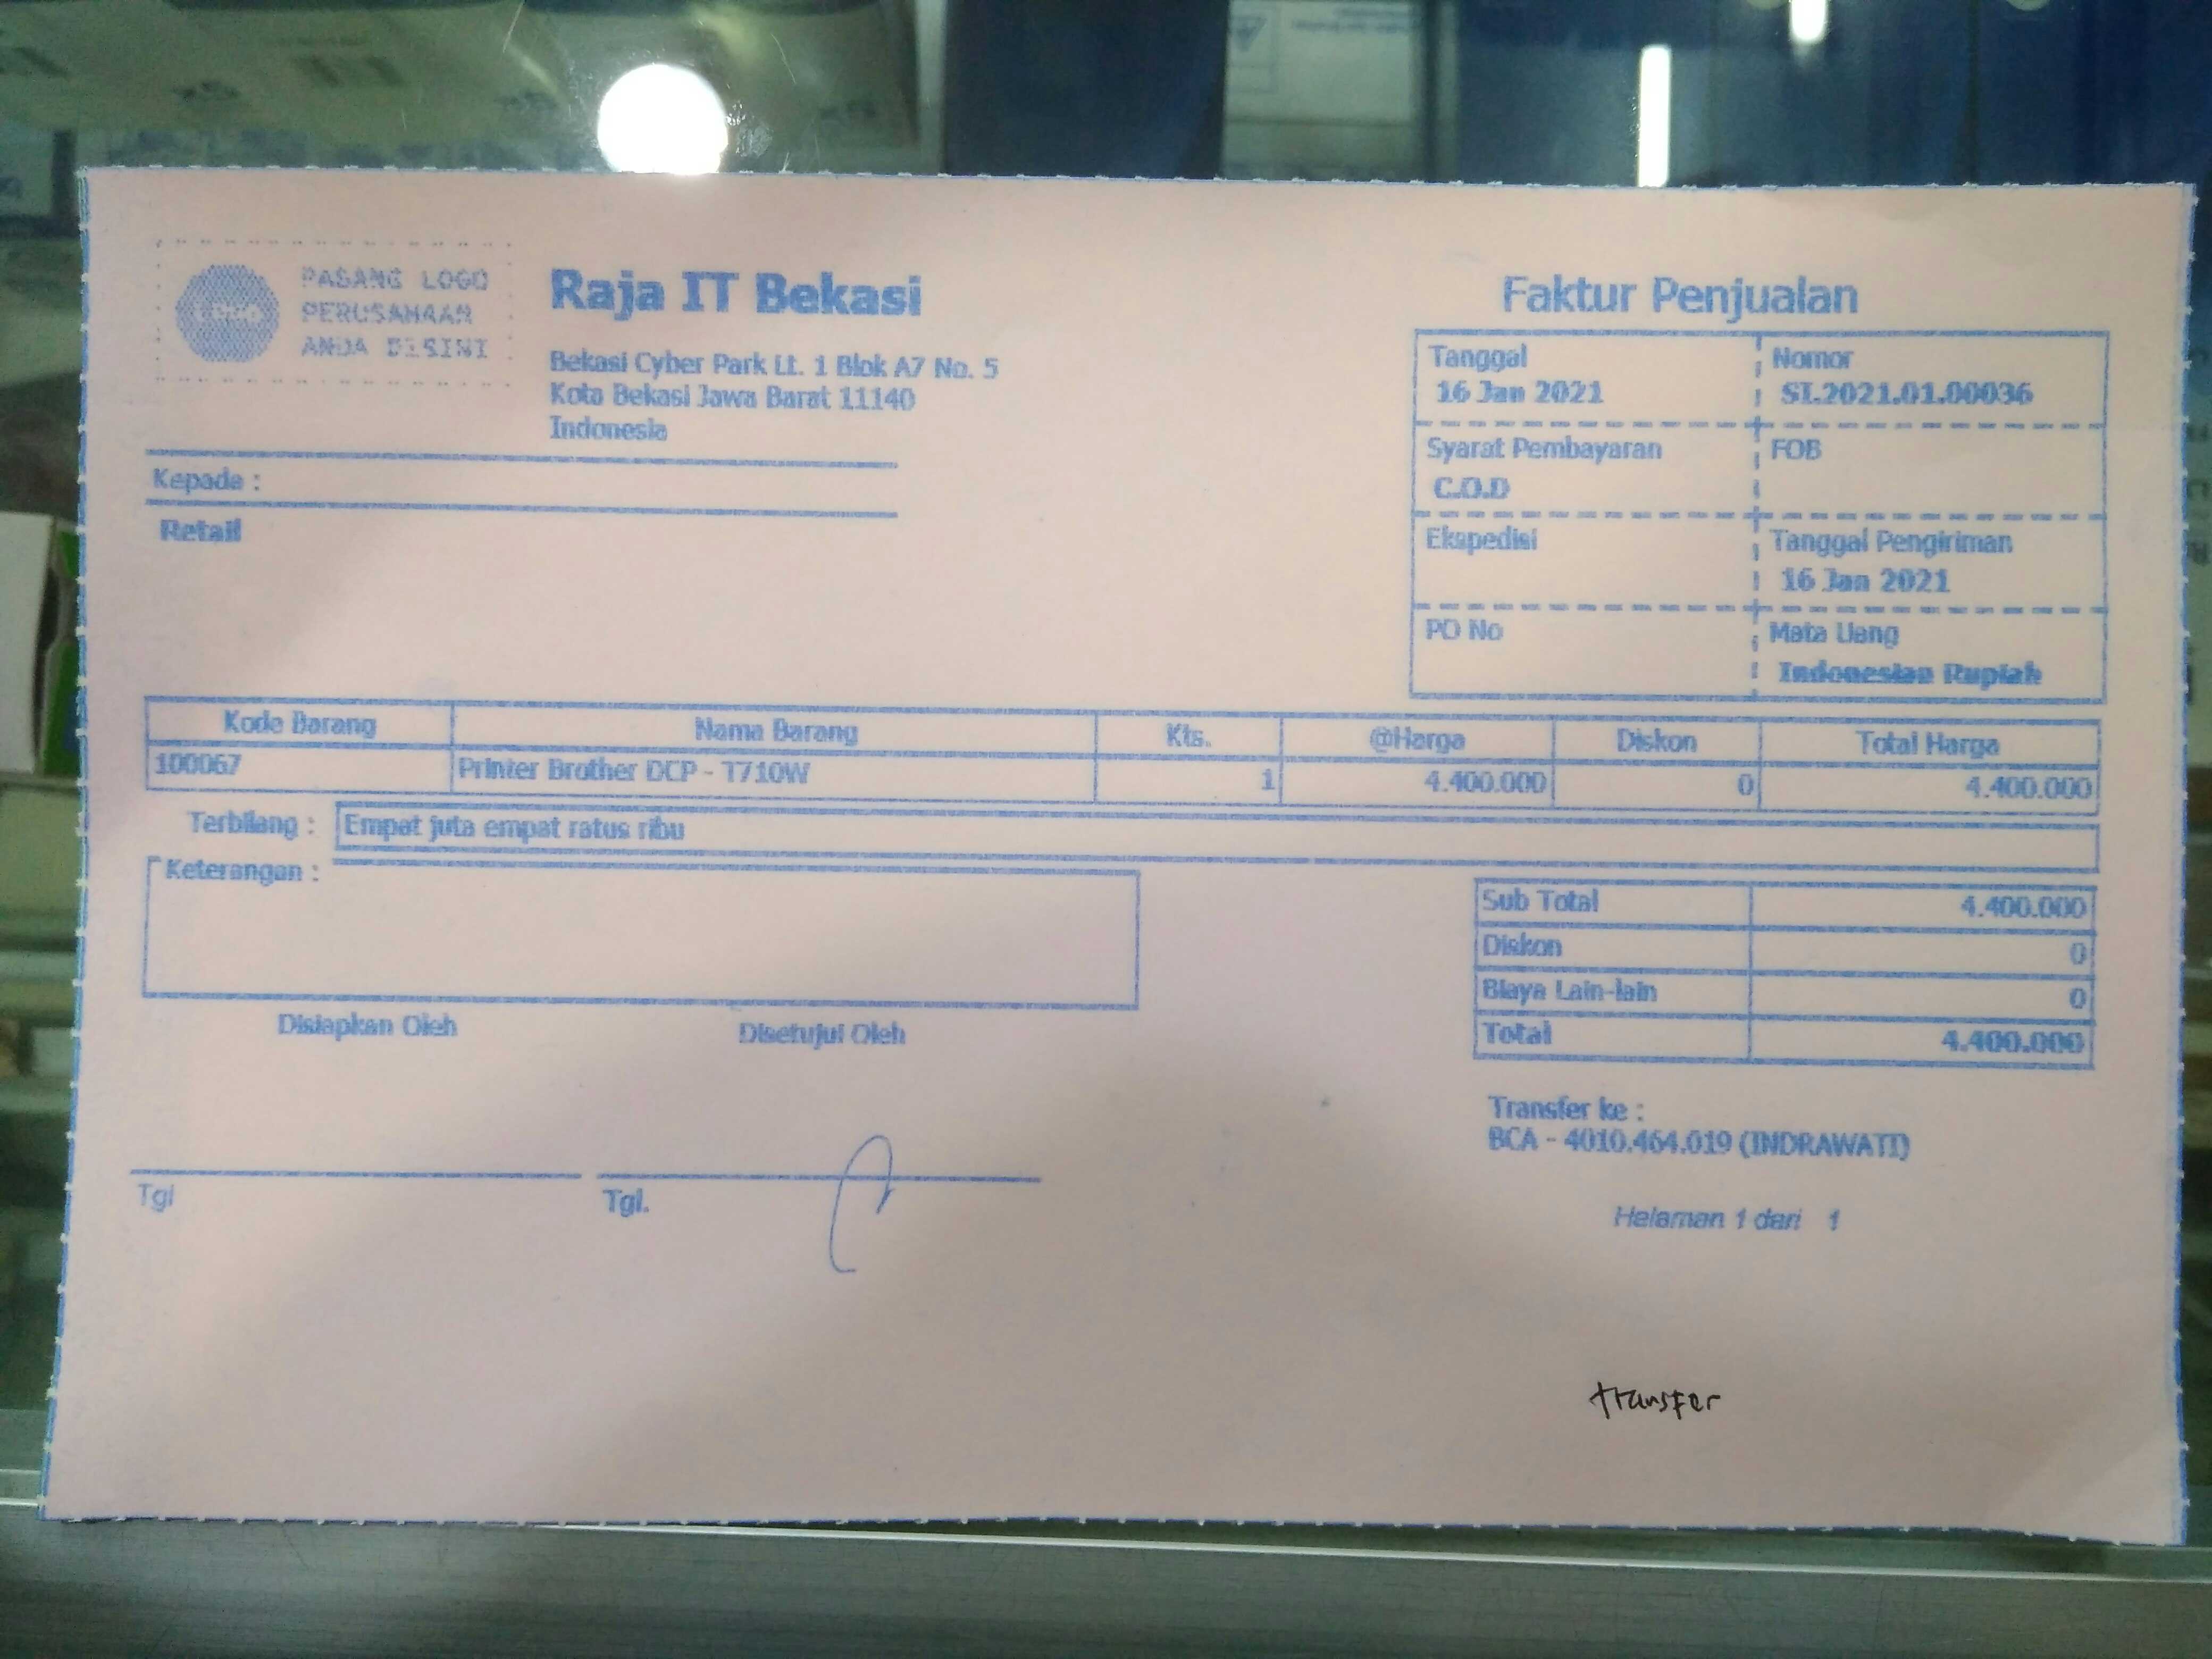 PASANG LOGO
PERUSAHAAN
ANDA DISINI
Raja IT Bekasi
Bekasi Cyber Park Lt. 1 Blok A7 No. 5
Kota Bekasi Jawa Barat 11140
Indonesia
Kepada :
Retail
Faktur Penjualan
Tanggal Nomor
16 Jan 2021 SI.2021.01.00036
Syarat Pembayaran FOB
C.O.D
Ekspedisi Tanggal Pengiriman
16 Jan 2021
PO No Mata Uang
Indonesian Rupiah
Kode Barang Nama Barang Kts. @Harga Diskon Total Harga
100067 Printer Brother DCP - T710W 1 4.400.000 0 4.400.000
Terbilang : Empat juta empat ratus ribu
Keterangan :
Sub Total 4.400.000
Diskon 0
Biaya Lain-lain 0
Total 4.400.000
Disiapkan Oleh Disetujui Oleh
Tgl Tgl.
Transfer ke :
BCA - 4010.464.019 (INDRAWATI)
Halaman 1 dari 1
transfer